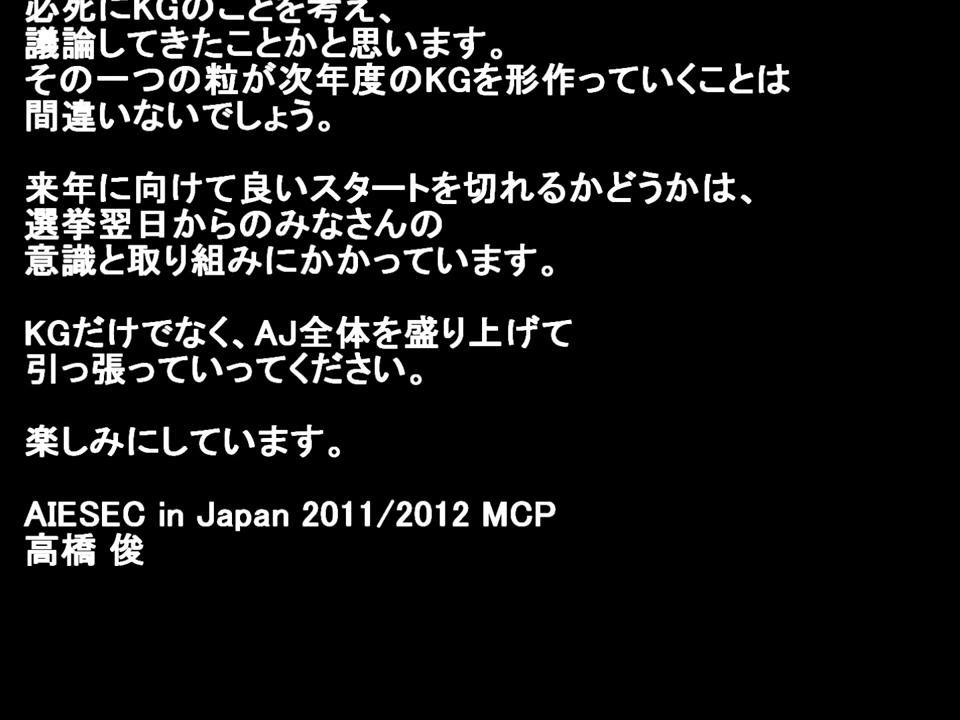 必死にKGのことを考え、
議論してきたことかと思います。
その一つの粒が次年度のKGを形作っていくことは
間違いないでしょう。
来年に向けて良いスタートを切れるかどうかは、
選挙翌日からのみなさんの
意識と取り組みにかかっています。
KGだけでなく、AJ全体を盛り上げて
引っ張っていってください。
楽しみにしています。
AIESEC in Japan 2011/2012 MCP
高橋 俊